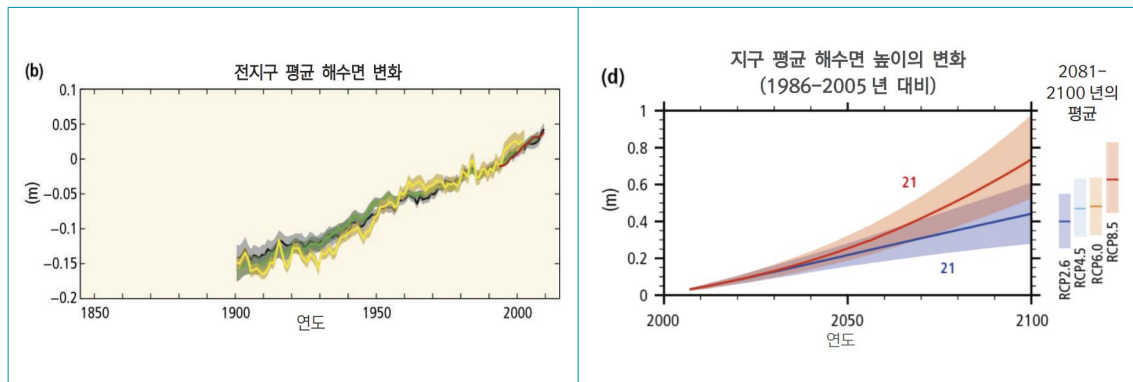 (b)
전지구 평균 해수면 변화
0.1
0.05
0
−0.05
−0.1
−0.15
−0.2
(m)
1850
1900
1950
2000
연도
(d)
지구 평균 해수면 높이의 변화
(1986−2005 년 대비)
1
0.8
0.6
0.4
0.2
0
(m)
21
21
2000
2050
2100
연도
2081−
2100 년의
평균
RCP2.6
RCP4.5
RCP6.0
RCP8.5